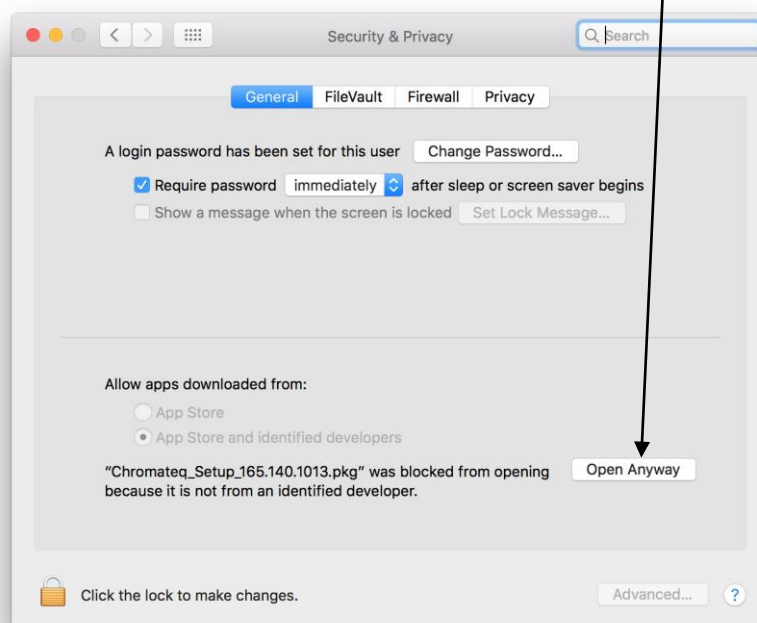 Security & Privacy
Search
General FileVault Firewall Privacy
A login password has been set for this user Change Password...
Require password immediately after sleep or screen saver begins
Show a message when the screen is locked Set Lock Message...
Allow apps downloaded from:
App Store
App Store and identified developers
“Chromateq_Setup_165.140.1013.pkg” was blocked from opening Open Anyway
because it is not from an identified developer.
Click the lock to make changes. Advanced... ?